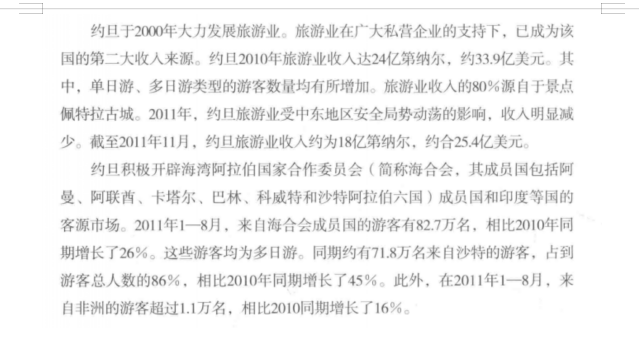 约旦于2000年大力发展旅游业。旅游业在广大私营企业的支持下，已成为该
国的第二大收入来源。约旦2010年旅游业收入达24亿第纳尔，约33.9亿美元。其
中，单日游、多日游类型的游客数量均有所增加。旅游业收入的80%源自于景点
佩特拉古城。2011年，约旦旅游业受中东地区安全局势动荡的影响，收入明显减
少。截至2011年11月，约旦旅游业收入约为18亿第纳尔，约合25.4亿美元。
约旦积极开辟海湾阿拉伯国家合作委员会（简称海合会，其成员国包括阿
曼、阿联酋、卡塔尔、巴林、科威特和沙特阿拉伯六国）成员国和印度等国的
客源市场。2011年1—8月，来自海合会成员国的游客有82.7万名，相比2010年同
期增长了26%。这些游客均为多日游。同期约有71.8万名来自沙特的游客，占到
游客总人数的86%，相比2010年同期增长了45%。此外，在2011年1—8月，来
自非洲的游客超过1.1万名，相比2010同期增长了16%。